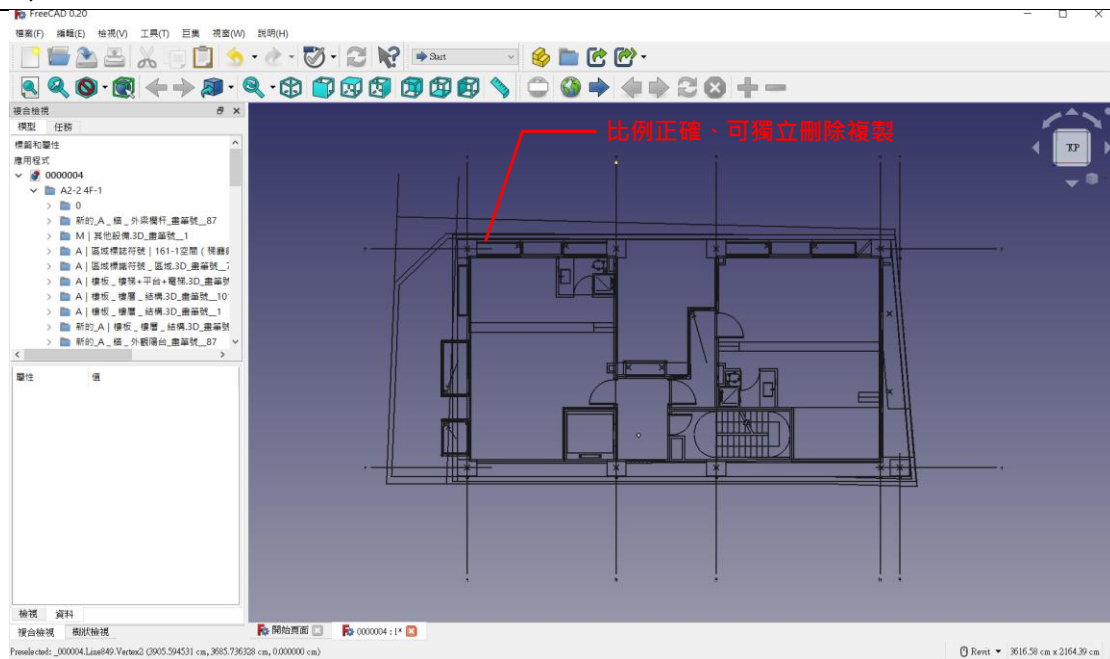 FreeCAD 0.20
檔案(F) 編輯(E) 檢視(V) 工具(T) 巨集 視窗(W) 說明(H)
Start
複合檢視
模型 任務
標籤和屬性
應用程式
0000004
A2-2 4F-1
0
新的_A_牆_外梁欄杆_畫筆號__87
M | 其他設備.3D_畫筆號__1
A | 區域標誌符號 | 161-1空間 ( 梯廳
A | 區域標識符號 _ 區域.3D_畫筆號__
A | 樓板 _ 樓梯+平台+電梯.3D_畫筆號
A | 樓板 _ 樓層 _ 結構.3D_畫筆號__10
A | 樓板 _ 樓層 _ 結構.3D_畫筆號__1
新的_A | 樓板 _ 樓層 _ 結構.3D_畫筆號
新的_A _ 牆 _ 外觀陽台_畫筆號__87
屬性 值
檢視 資料
複合檢視 樹狀檢視
比例正確、可獨立刪除複製
TOP
開始頁面
0000004 : 1*
Preselected: _000004.Line849.Vertex2 (3905.594531 cm, 3685.736328 cm, 0.000000 cm)
Revit
3616.58 cm x 2164.39 cm